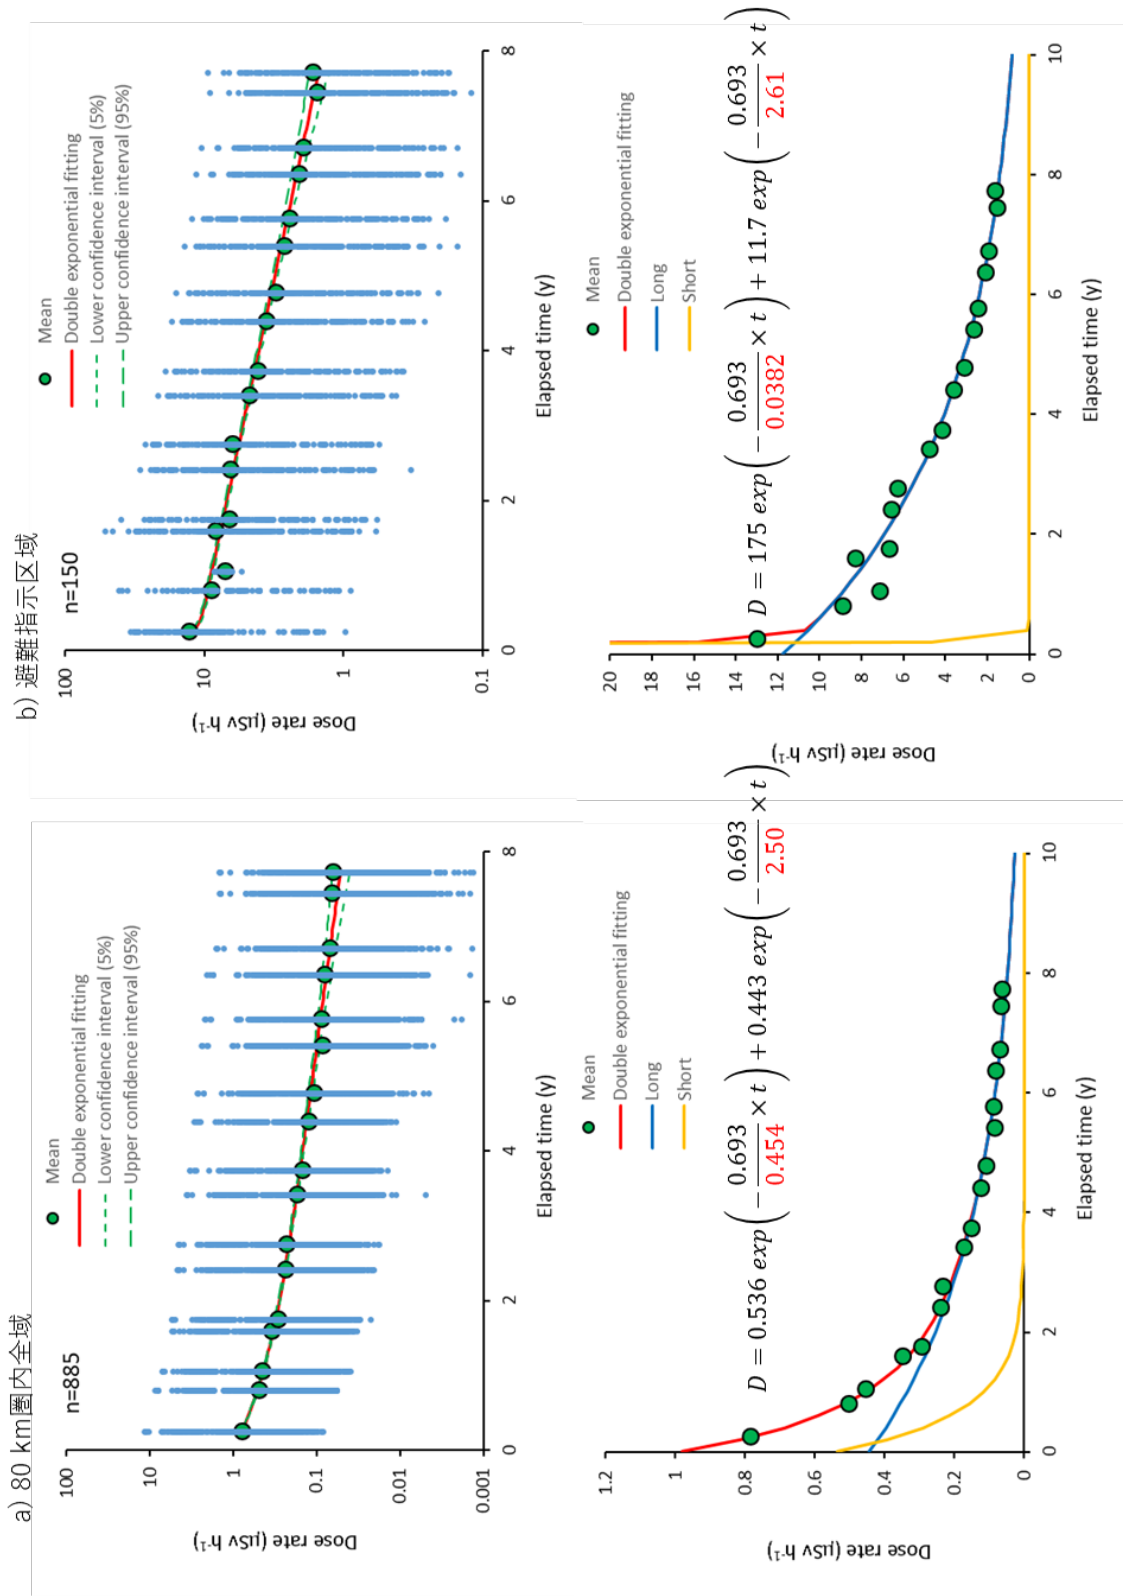 a) 80 km圏内全域
n=885
Mean
Double exponential fitting
Lower confidence interval (5%)
Upper confidence interval (95%)
100
10
1
0.1
0.01
0.001
Dose rate (μSv h⁻¹)
0 2 4 6 8
Elapsed time (y)
Mean
Double exponential fitting
Long
Short
D = 0.536 exp(−0.693/0.454 × t) + 0.443 exp(−0.693/2.50 × t)
1.2
1
0.8
0.6
0.4
0.2
0
Dose rate (μSv h⁻¹)
0 2 4 6 8 10
Elapsed time (y)
b) 避難指示区域
n=150
Mean
Double exponential fitting
Lower confidence interval (5%)
Upper confidence interval (95%)
100
10
1
0.1
Dose rate (μSv h⁻¹)
0 2 4 6 8
Elapsed time (y)
Mean
Double exponential fitting
Long
Short
D = 175 exp(−0.693/0.0382 × t) + 11.7 exp(−0.693/2.61 × t)
20
18
16
14
12
10
8
6
4
2
0
Dose rate (μSv h⁻¹)
0 2 4 6 8 10
Elapsed time (y)